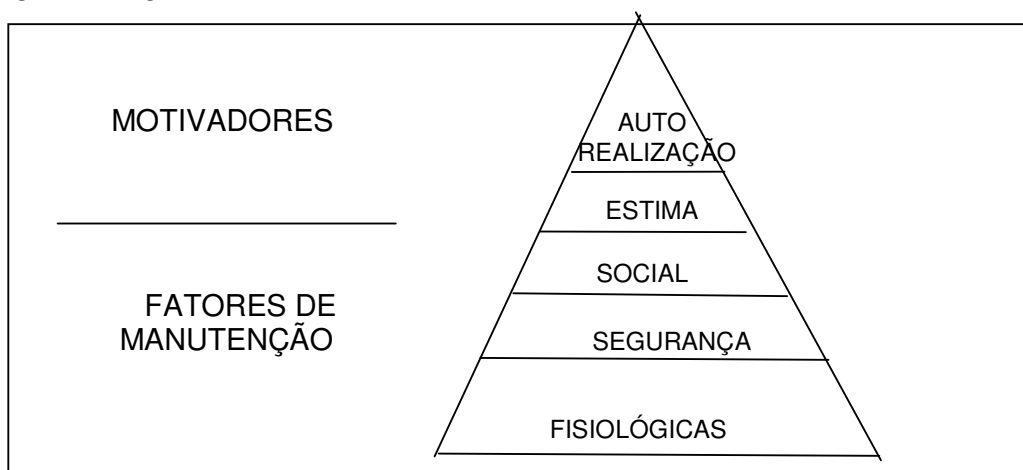 MOTIVADORES
FATORES DE
MANUTENÇÃO
AUTO
REALIZAÇÃO
ESTIMA
SOCIAL
SEGURANÇA
FISIOLÓGICAS